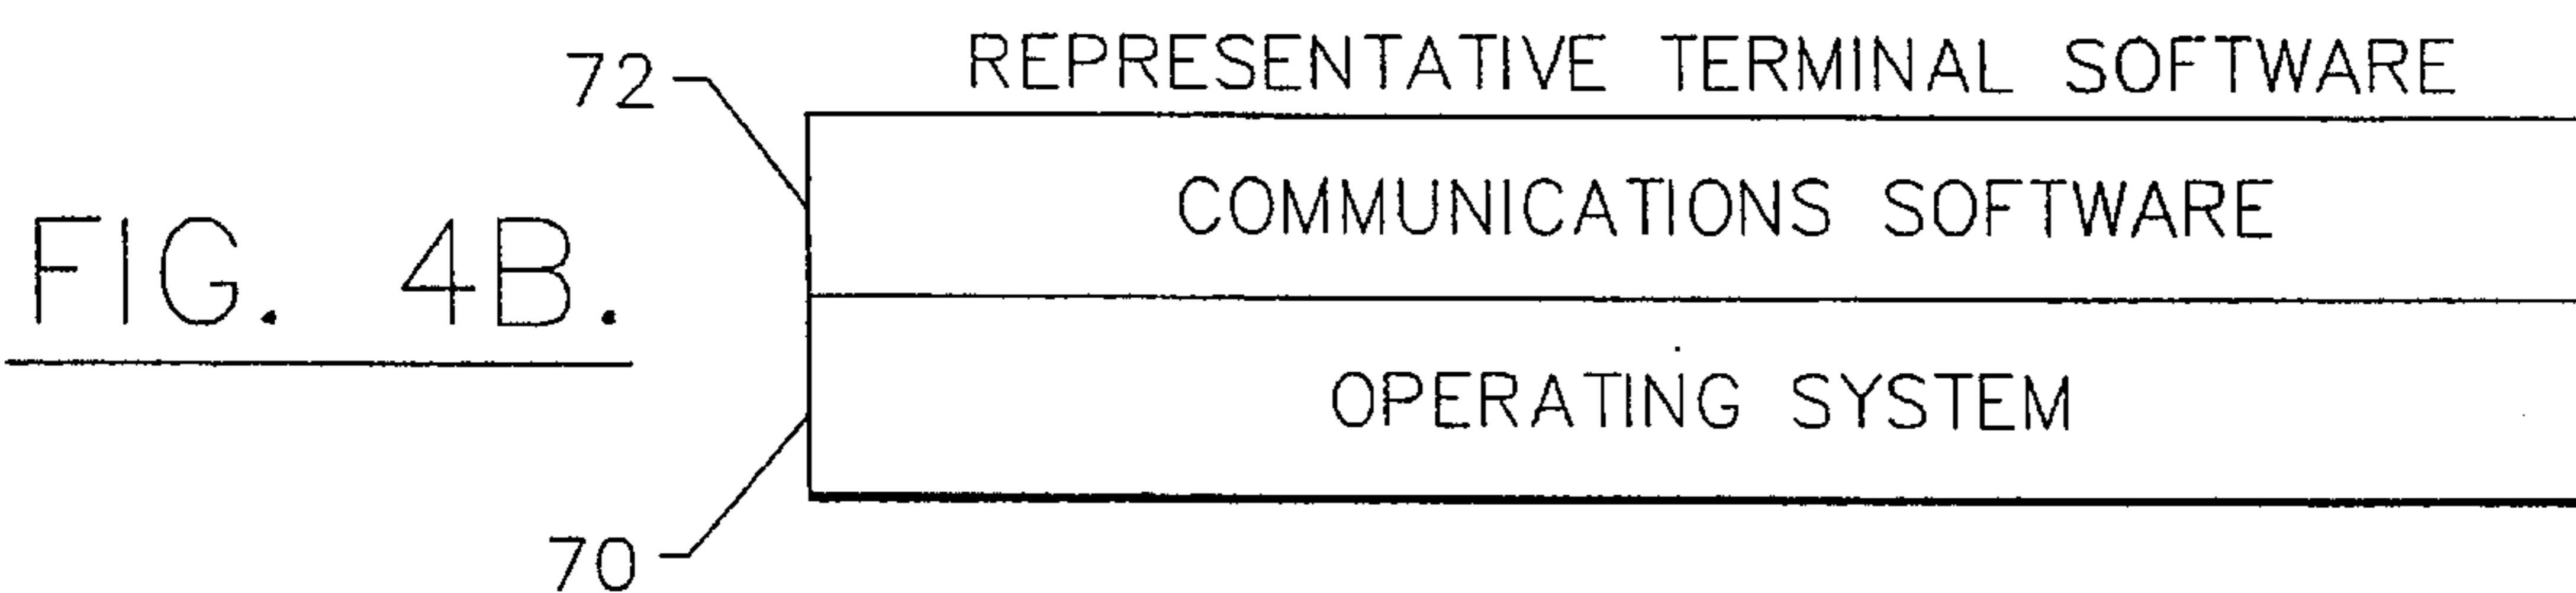 REPRESENTATIVE TERMINAL SOFTWARE
72
COMMUNICATIONS SOFTWARE
FIG. 4B.
OPERATING SYSTEM
70